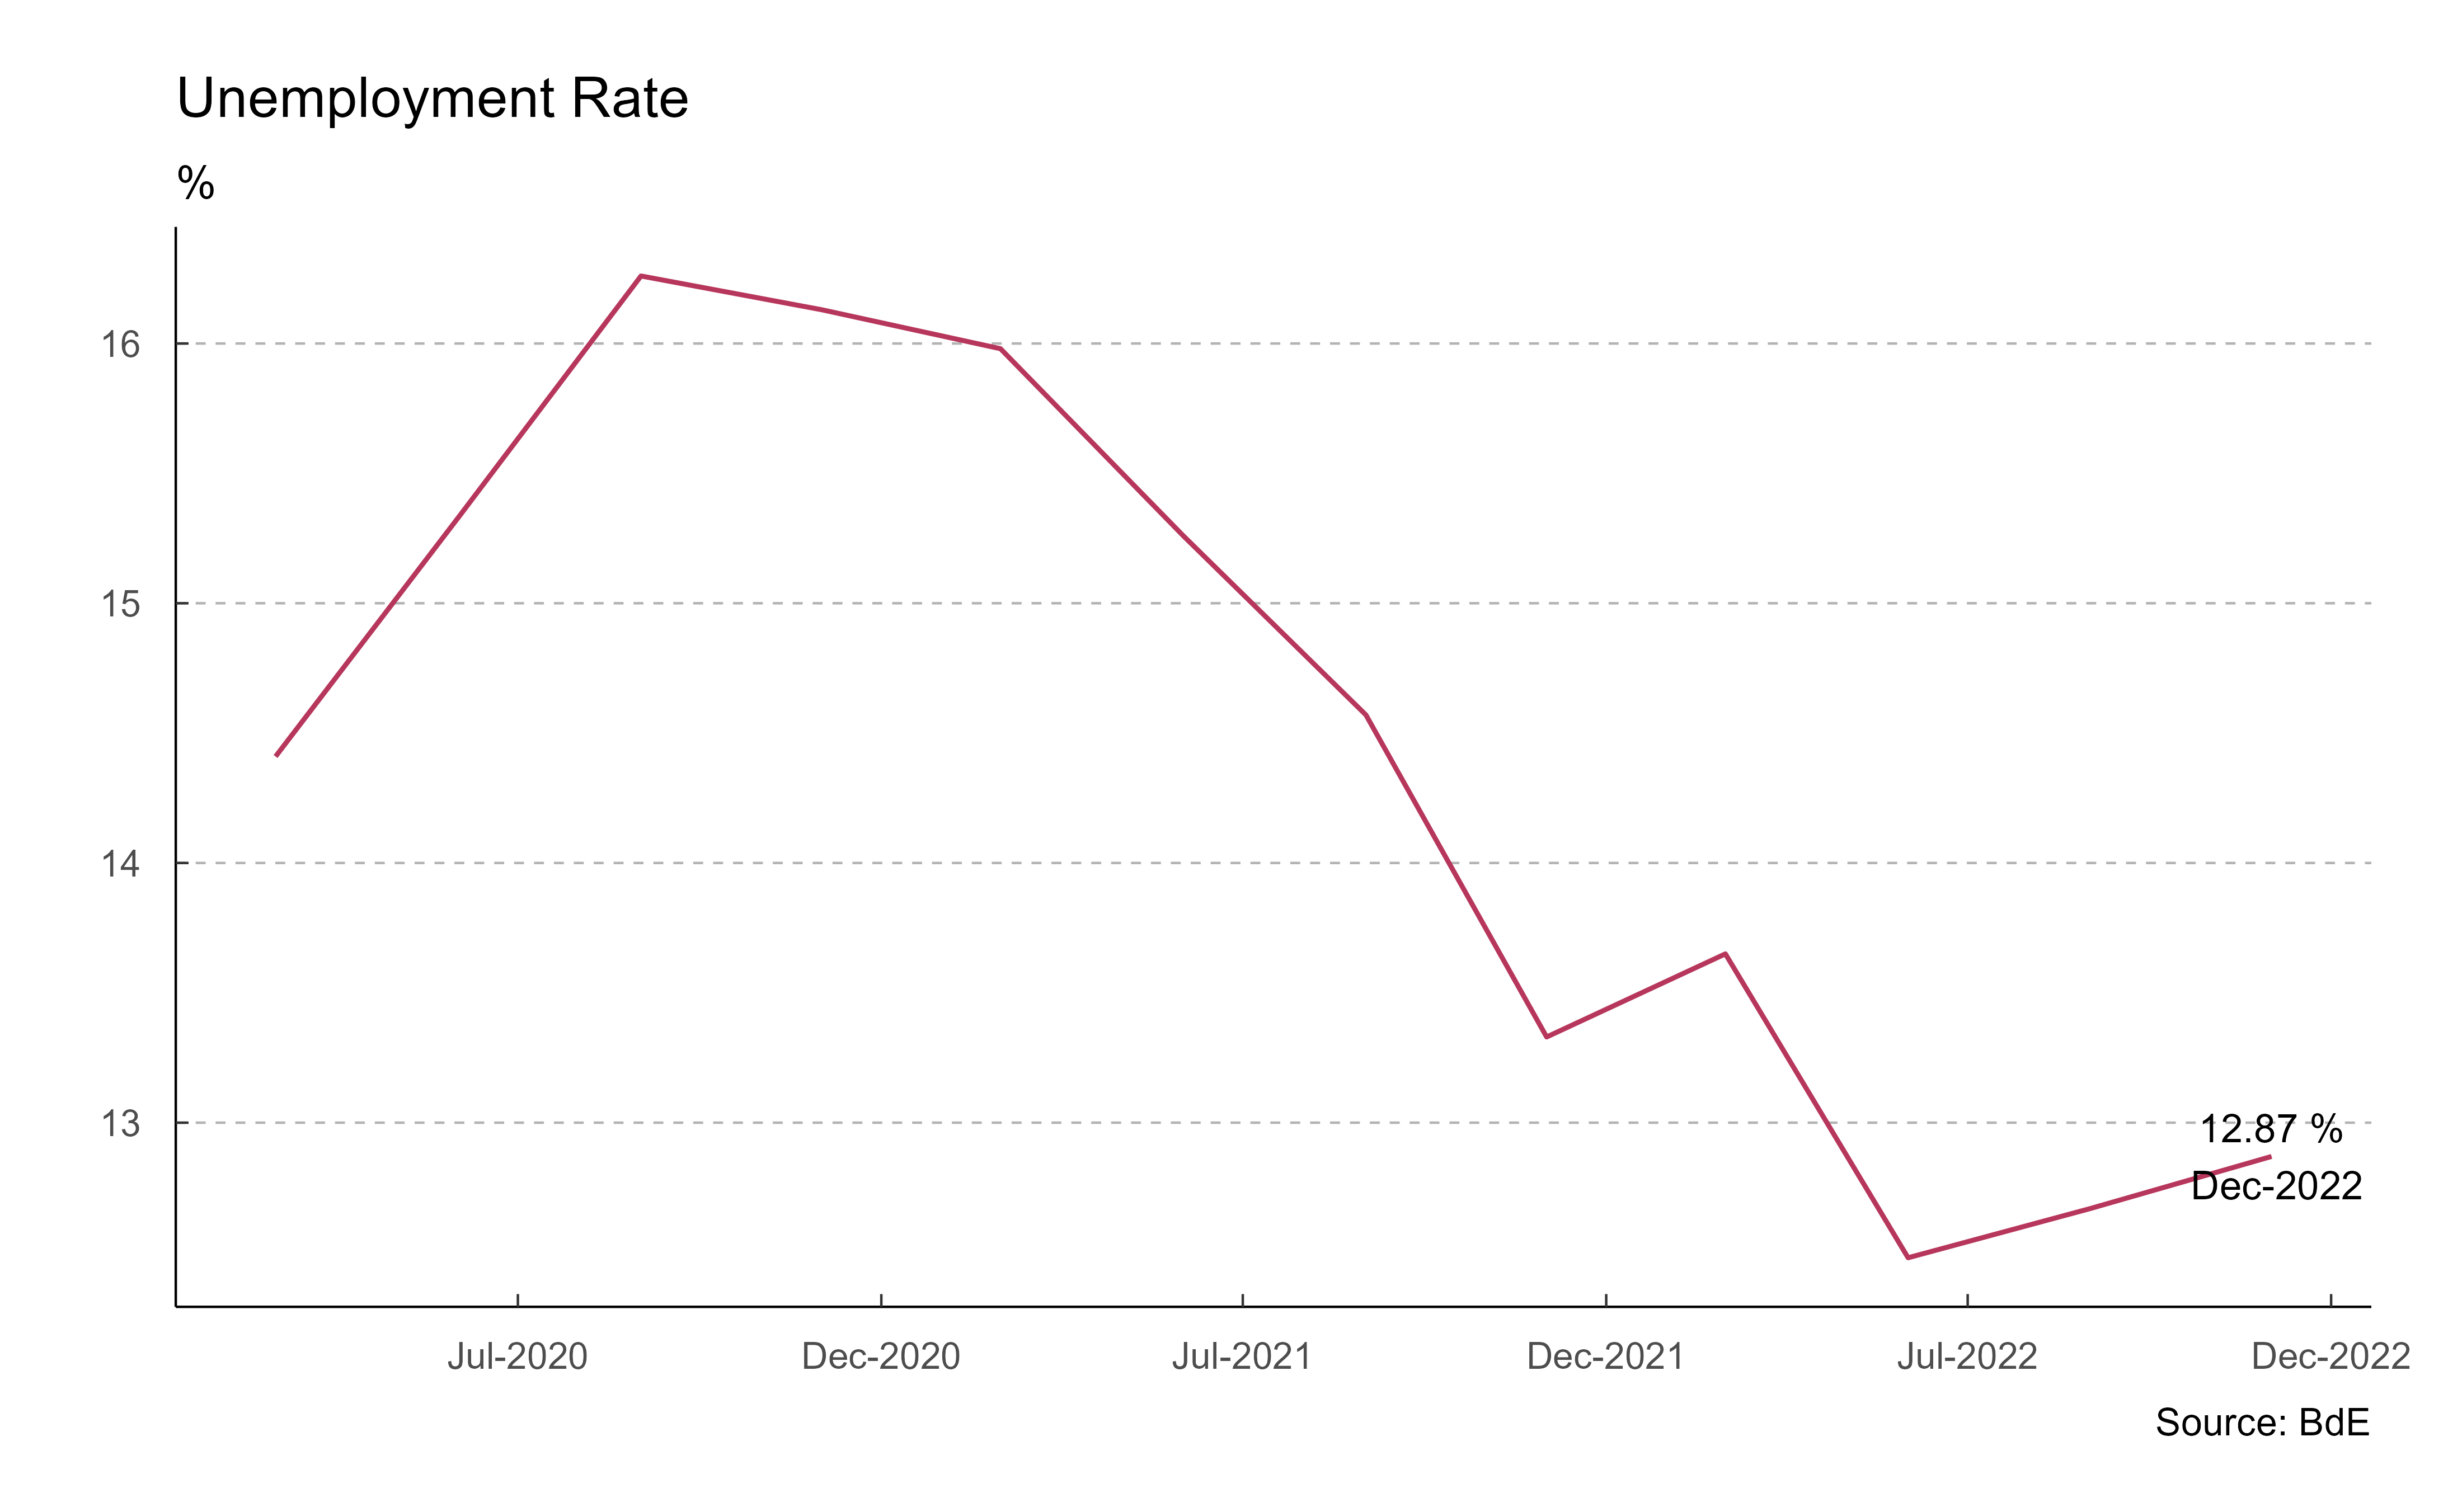 Unemployment Rate
%
16
15
14
13
12.87 %
Dec-2022
Jul-2020 Dec-2020 Jul-2021 Dec-2021 Jul-2022 Dec-2022
Source: BdE